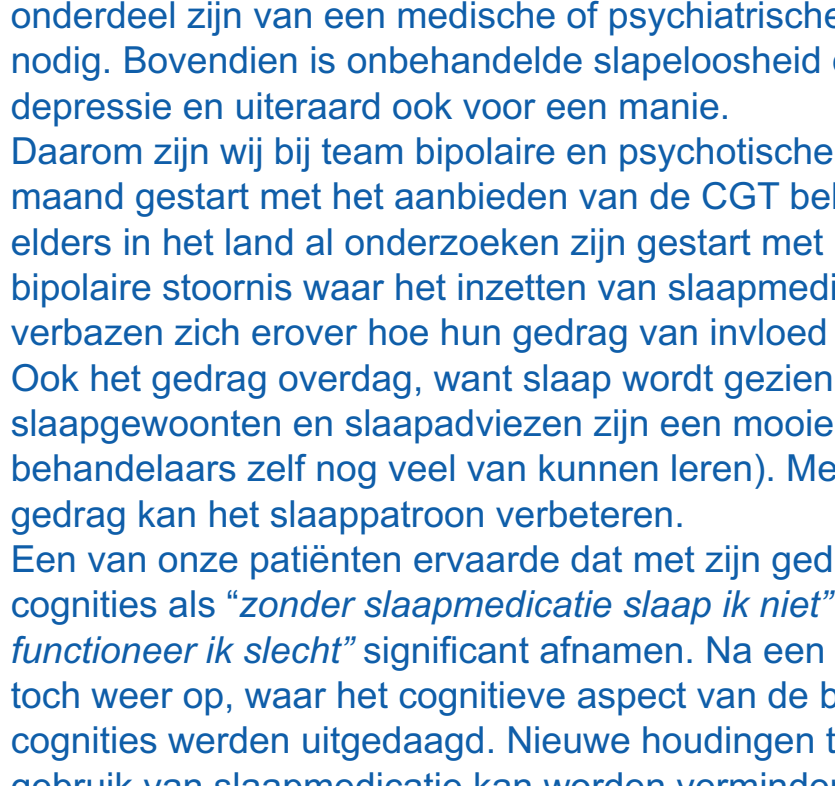 onderdeel zijn van een medische of psychiatrische
nodig. Bovendien is onbehandelde slapeloosheid
depressie en uiteraard ook voor een manie.
Daarom zijn wij bij team bipolaire en psychotische
maand gestart met het aanbieden van de CGT
elders in het land al onderzoeken zijn gestart met
bipolaire stoornis waar het inzetten van slaapmedi
verbazen zich erover hoe hun gedrag van invloed
Ook het gedrag overdag, want slaap wordt gezien
slaapgewoonten en slaapadviezen zijn een mooie
behandelaars zelf nog veel van kunnen leren). Me
gedrag kan het slaappatroon verbeteren.
Een van onze patiënten ervaarde dat met zijn ged
cognities als “zonder slaapmedicatie slaap ik niet”
functioneer ik slecht” significant afnamen. Na een
toch weer op, waar het cognitieve aspect van de b
cognities werden uitgedaagd. Nieuwe houdingen t
gebruik van slaapmedicatie kan worden verminder